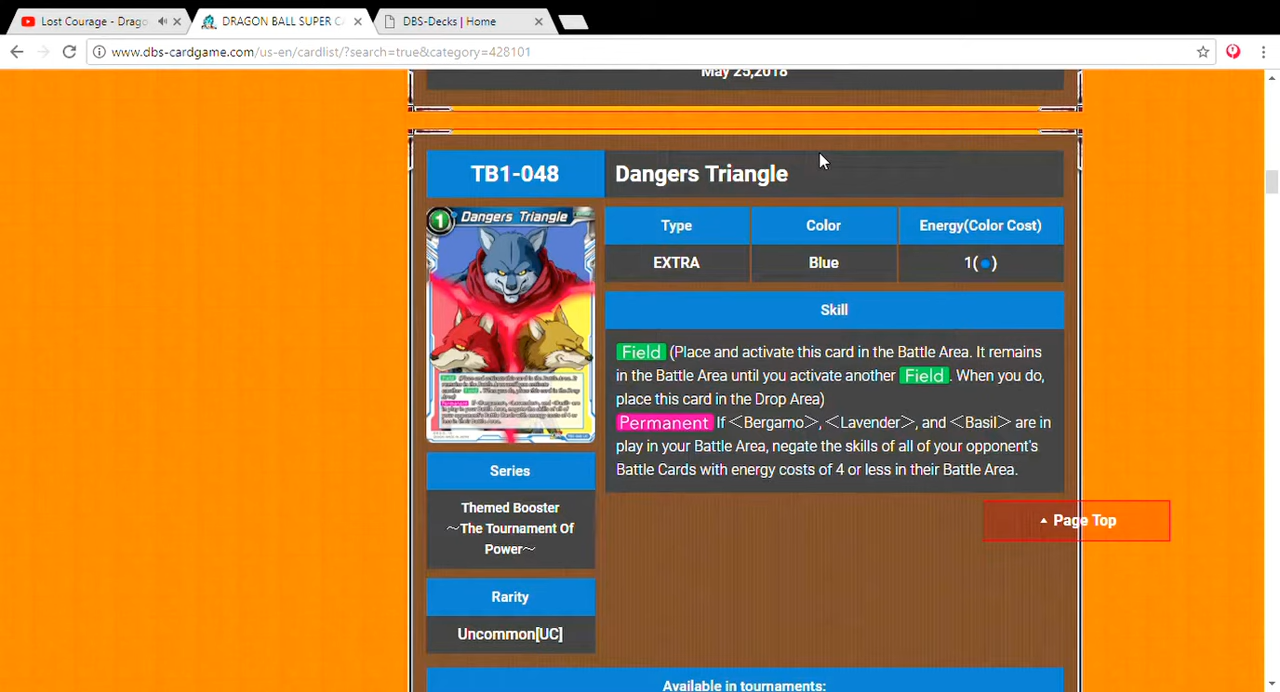 Lost Courage - Drago
DRAGON BALL SUPER CA
DBS-Decks | Home
www.dbs-cardgame.com/us-en/cardlist/?search=true&category=428101
May 25,2018
TB1-048
Dangers Triangle
1
Dangers Triangle
Type
Color
Energy(Color Cost)
EXTRA
Blue
1( )
Skill
Field (Place and activate this card in the Battle Area. It remains
in the Battle Area until you activate another Field . When you do,
place this card in the Drop Area)
Permanent If <Bergamo>, <Lavender>, and <Basil> are in
play in your Battle Area, negate the skills of all of your opponent's
Battle Cards with energy costs of 4 or less in their Battle Area.
Series
Themed Booster
～The Tournament Of
Power～
Rarity
Uncommon[UC]
Page Top
Available in tournaments: